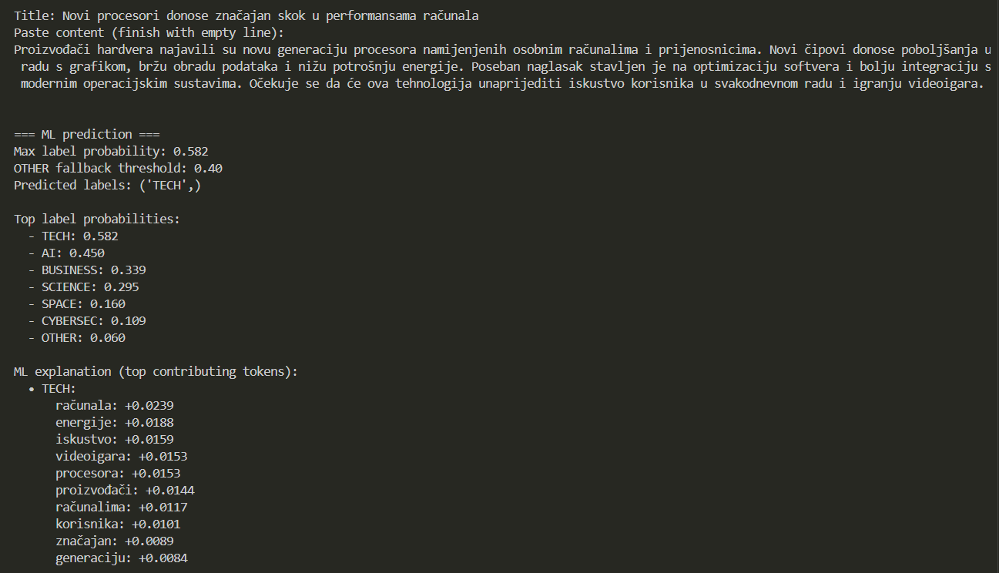 Title: Novi procesori donose značajan skok u performansama računala
Paste content (finish with empty line):
Proizvođači hardvera najavili su novu generaciju procesora namijenjenih osobnim računalima i prijenosnicima. Novi čipovi donose poboljšanja u
radu s grafikom, bržu obradu podataka i nižu potrošnju energije. Poseban naglasak stavljen je na optimizaciju softvera i bolju integraciju s
modernim operacijskim sustavima. Očekuje se da će ova tehnologija unaprijediti iskustvo korisnika u svakodnevnom radu i igranju videoigara.
=== ML prediction ===
Max label probability: 0.582
OTHER fallback threshold: 0.40
Predicted labels: ('TECH',)
Top label probabilities:
- TECH: 0.582
- AI: 0.450
- BUSINESS: 0.339
- SCIENCE: 0.295
- SPACE: 0.160
- CYBERSEC: 0.109
- OTHER: 0.060
ML explanation (top contributing tokens):
• TECH:
računala: +0.0239
energije: +0.0188
iskustvo: +0.0159
videoigara: +0.0153
procesora: +0.0153
proizvođači: +0.0144
računalima: +0.0117
korisnika: +0.0101
značajan: +0.0089
generaciju: +0.0084